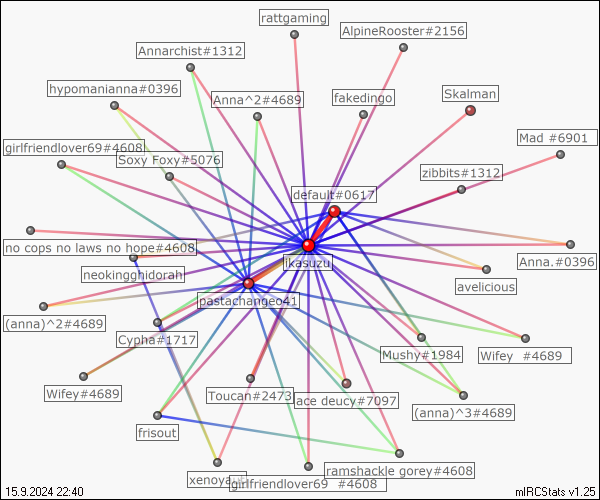 rattgaming
AlpineRooster#2156
Annarchist#1312
hypomanianna#0396
Anna^2#4689
fakedingo
Skalman
Mad #6901
girlfriendlover69#4608
Soxy Foxy#5076
zibbits#1312
default#0617
no cops no laws no hope#4608
likasuzu
Anna.#0396
neokingghidorah
avelicious
pastachangeo41
(anna)^2#4689
Cypha#1717
Mushy#1984
Wifey #4689
Wifey#4689
Toucan#2473
ace deucy#7097
(anna)^3#4689
frisout
ramshackle gorey#4608
girlfriendlover69 #4608
15.9.2024 22:40
mIRCStats v1.25